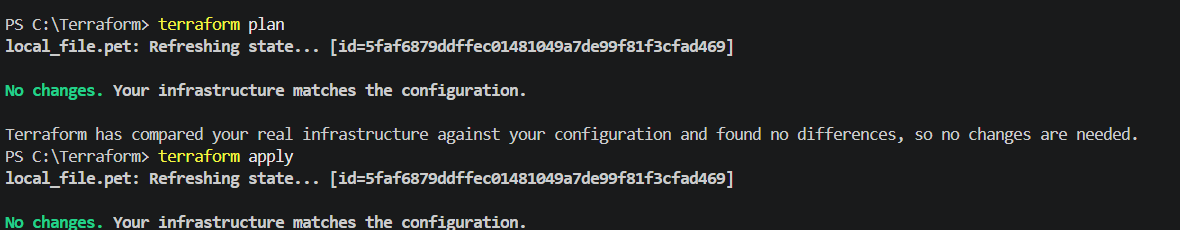 PS C:\Terraform> terraform plan
local_file.pet: Refreshing state... [id=5faf6879ddffec01481049a7de99f81f3cfad469]
No changes. Your infrastructure matches the configuration.
Terraform has compared your real infrastructure against your configuration and found no differences, so no changes are needed.
PS C:\Terraform> terraform apply
local_file.pet: Refreshing state... [id=5faf6879ddffec01481049a7de99f81f3cfad469]
No changes. Your infrastructure matches the configuration.